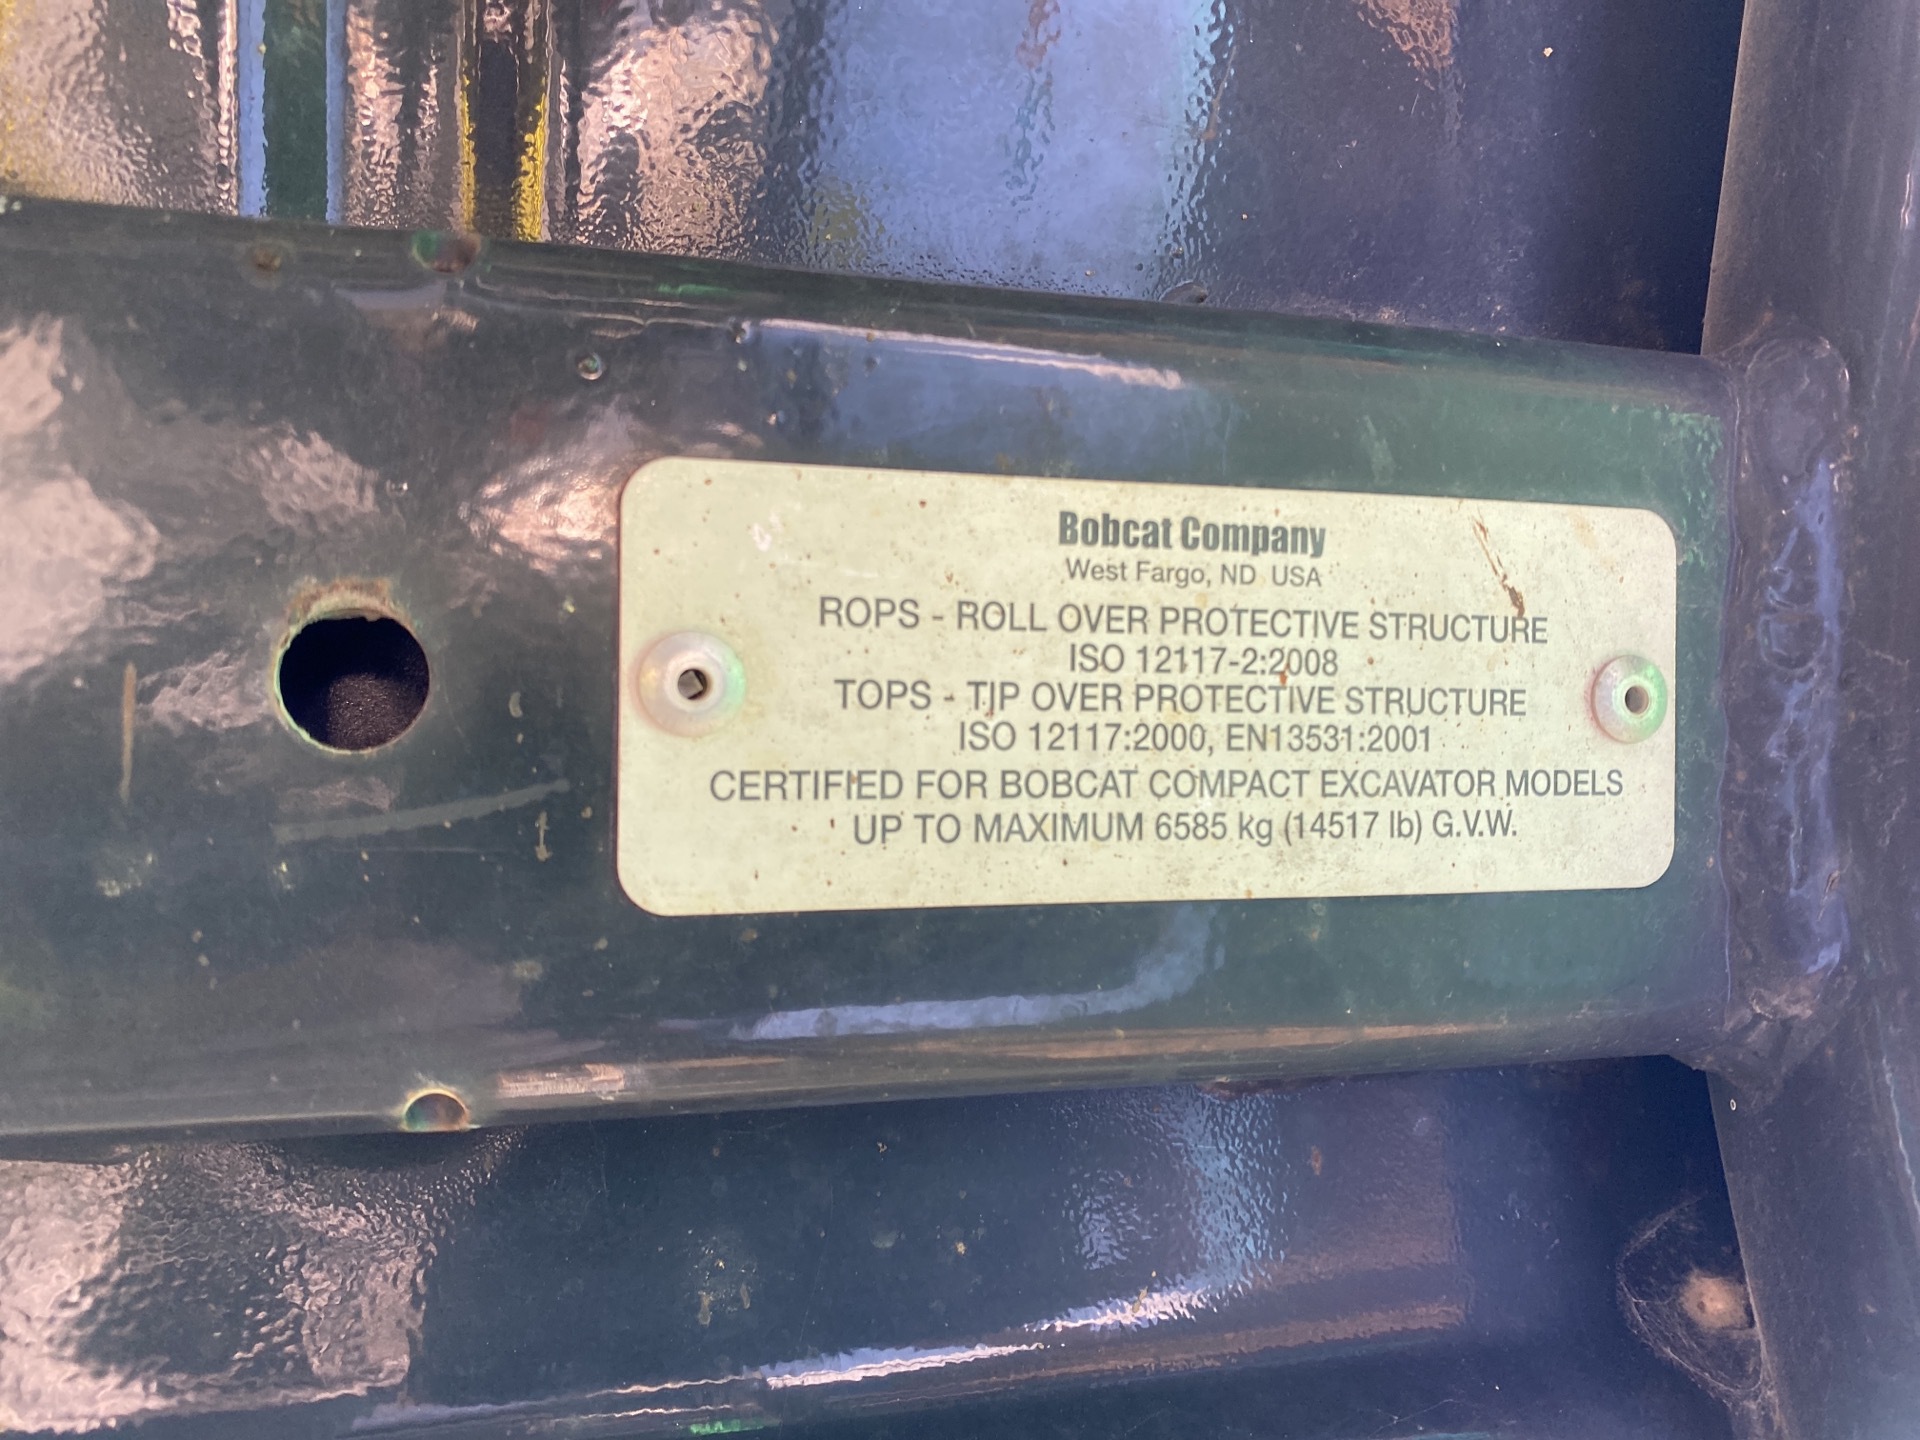 Bobcat Company
West Fargo, ND USA
ROPS - ROLL OVER PROTECTIVE STRUCTURE
ISO 12117-2:2008
TOPS - TIP OVER PROTECTIVE STRUCTURE
ISO 12117:2000, EN13531:2001
CERTIFIED FOR BOBCAT COMPACT EXCAVATOR MODELS
UP TO MAXIMUM 6585 kg (14517 lb) G.V.W.